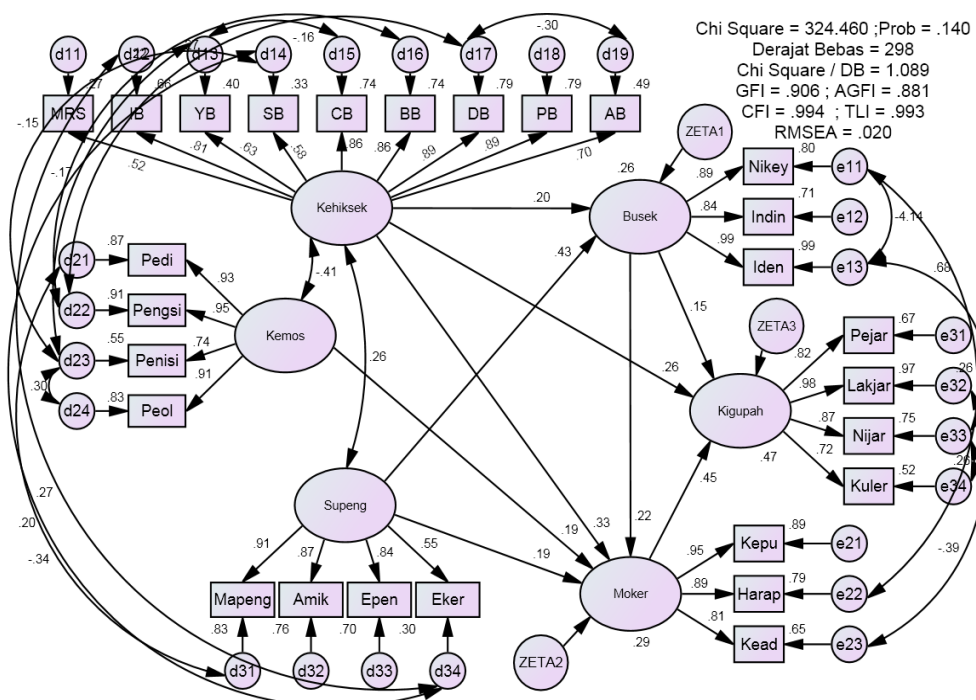 Chi Square = 324.460 ;Prob = .140
Derajat Bebas = 298
Chi Square / DB = 1.089
GFI = .906 ; AGFI = .881
CFI = .994 ; TLI = .993
RMSEA = .020
-.16
-.30
d11
d12
d14
d15
d16
d17
d18
d19
.27
.66
.40
.33
.74
.74
.79
.79
.49
MRS
IB
YB
SB
CB
BB
DB
PB
AB
-.15
-.17
.52
.81
.63
.58
.86
.86
.89
.89
.70
Kehiksek
ZETA1
.26
Busek
.20
.43
.89
.84
.99
.80
Nikey
e11
.71
Indin
e12
.99
Iden
e13
-4.14
.68
d21
.87
Pedi
.93
d22
.91
Pengsi
.95
d23
.55
Penisi
.74
.30
d24
.83
Peol
.91
Kemos
-.41
.26
.15
.26
ZETA3
Kigupah
.47
.82
.98
.87
.72
.67
Pejar
e31
.97
Lakjar
e32
.75
Nijar
e33
.52
Kuler
e34
.26
.26
-.39
.27
.20
-.34
Supeng
.91
.87
.84
.55
Mapeng
Amik
Epen
Eker
.83
.76
.70
.30
d31
d32
d33
d34
.19
.19
.33
.22
.45
Moker
.29
ZETA2
.95
.89
.81
.89
Kepu
e21
.79
Harap
e22
.65
Kead
e23